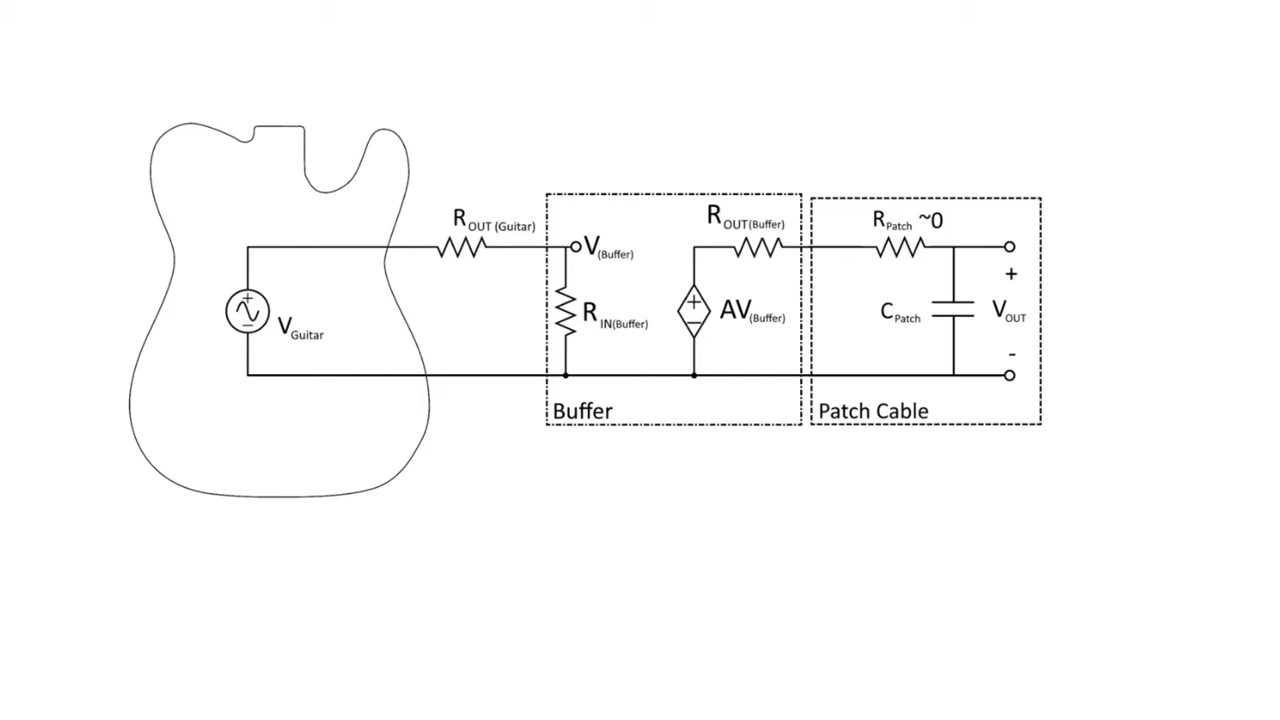 R OUT (Guitar)
V(Buffer)
R OUT(Buffer)
R Patch ~0
+
V Guitar
R IN(Buffer)
AV(Buffer)
C Patch
V OUT
-
Buffer
Patch Cable